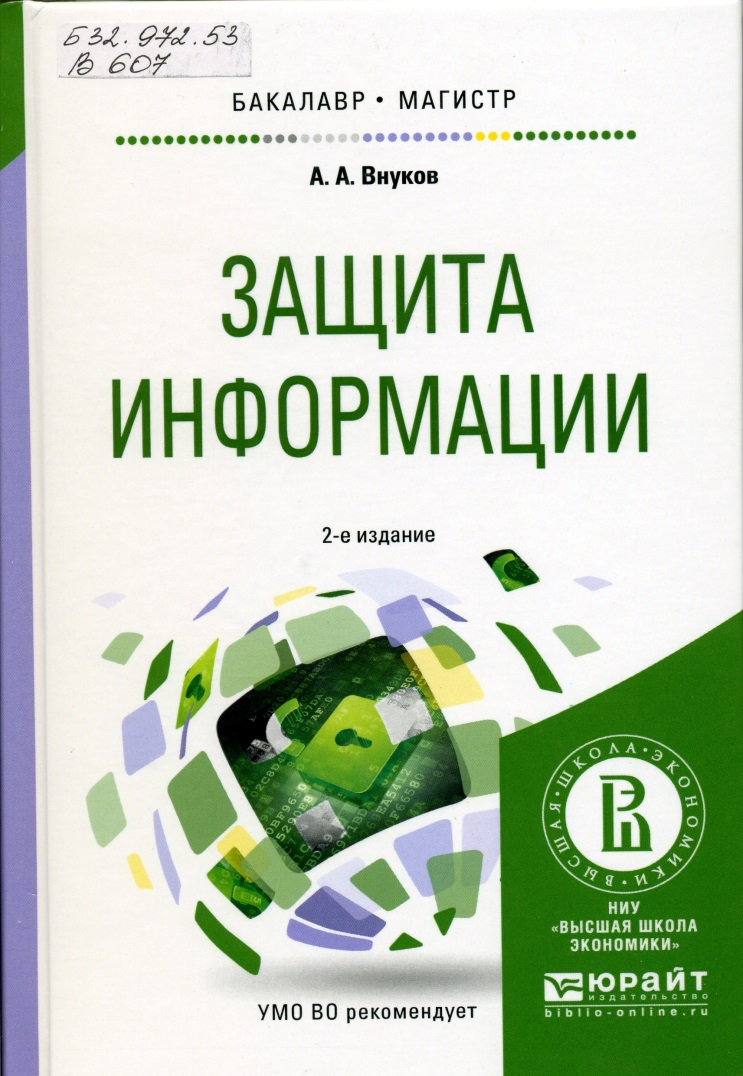 Б32.972.53
В 607
БАКАЛАВР • МАГИСТР
А. А. Внуков
ЗАЩИТА
ИНФОРМАЦИИ
2-е издание
ВЫСШАЯ • ШКОЛА • ЭКОНОМИКИ •
НИУ
«ВЫСШАЯ ШКОЛА
ЭКОНОМИКИ»
юрайт
издательство
biblio-online.ru
УМО ВО рекомендует